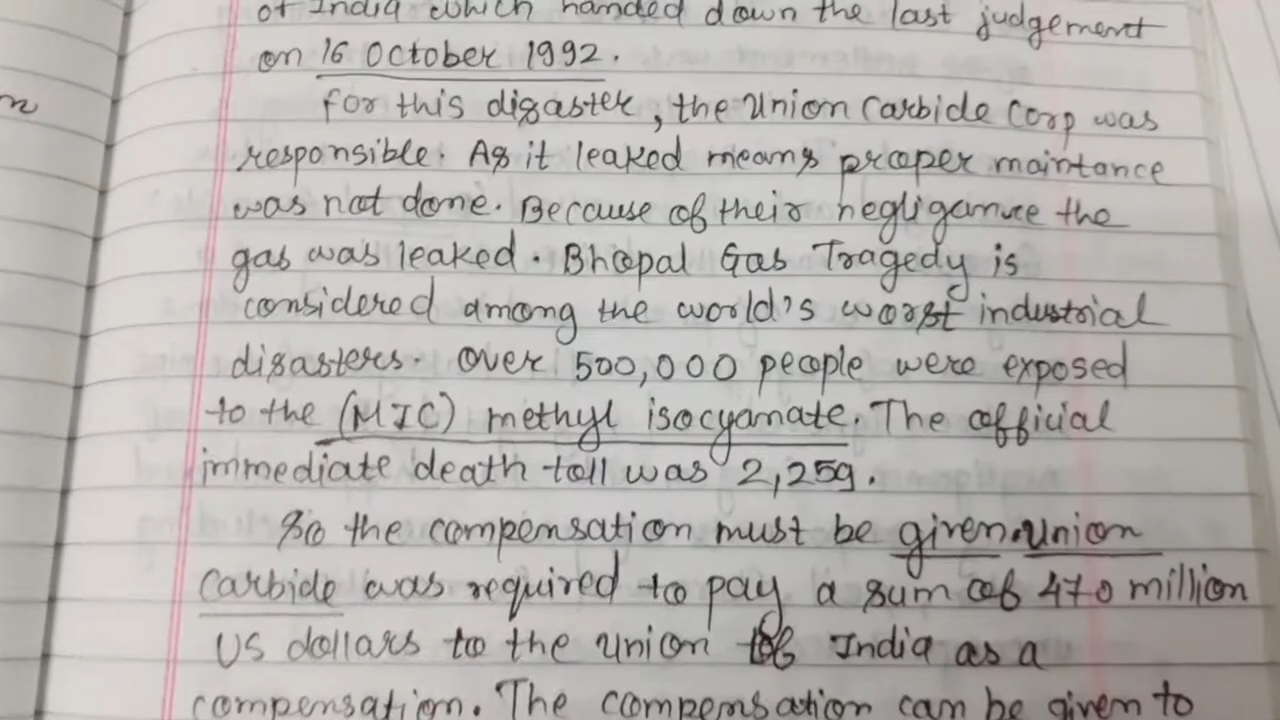 of India which handed down the last judgement
on 16 October 1992.
for this disaster, the Union Carbide Corp was
responsible. As it leaked means proper maintance
was not done. Because of their negligance the
gas was leaked. Bhopal Gas Tragedy is
considered among the world's worst industrial
disasters. Over 500,000 people were exposed
to the (MIC) methyl isocyanate. The official
immediate death toll was 2,259.
So the compensation must be given. Union
Carbide was required to pay a sum of 470 million
US dollars to the Union of India as a
compensation. The compensation can be given to